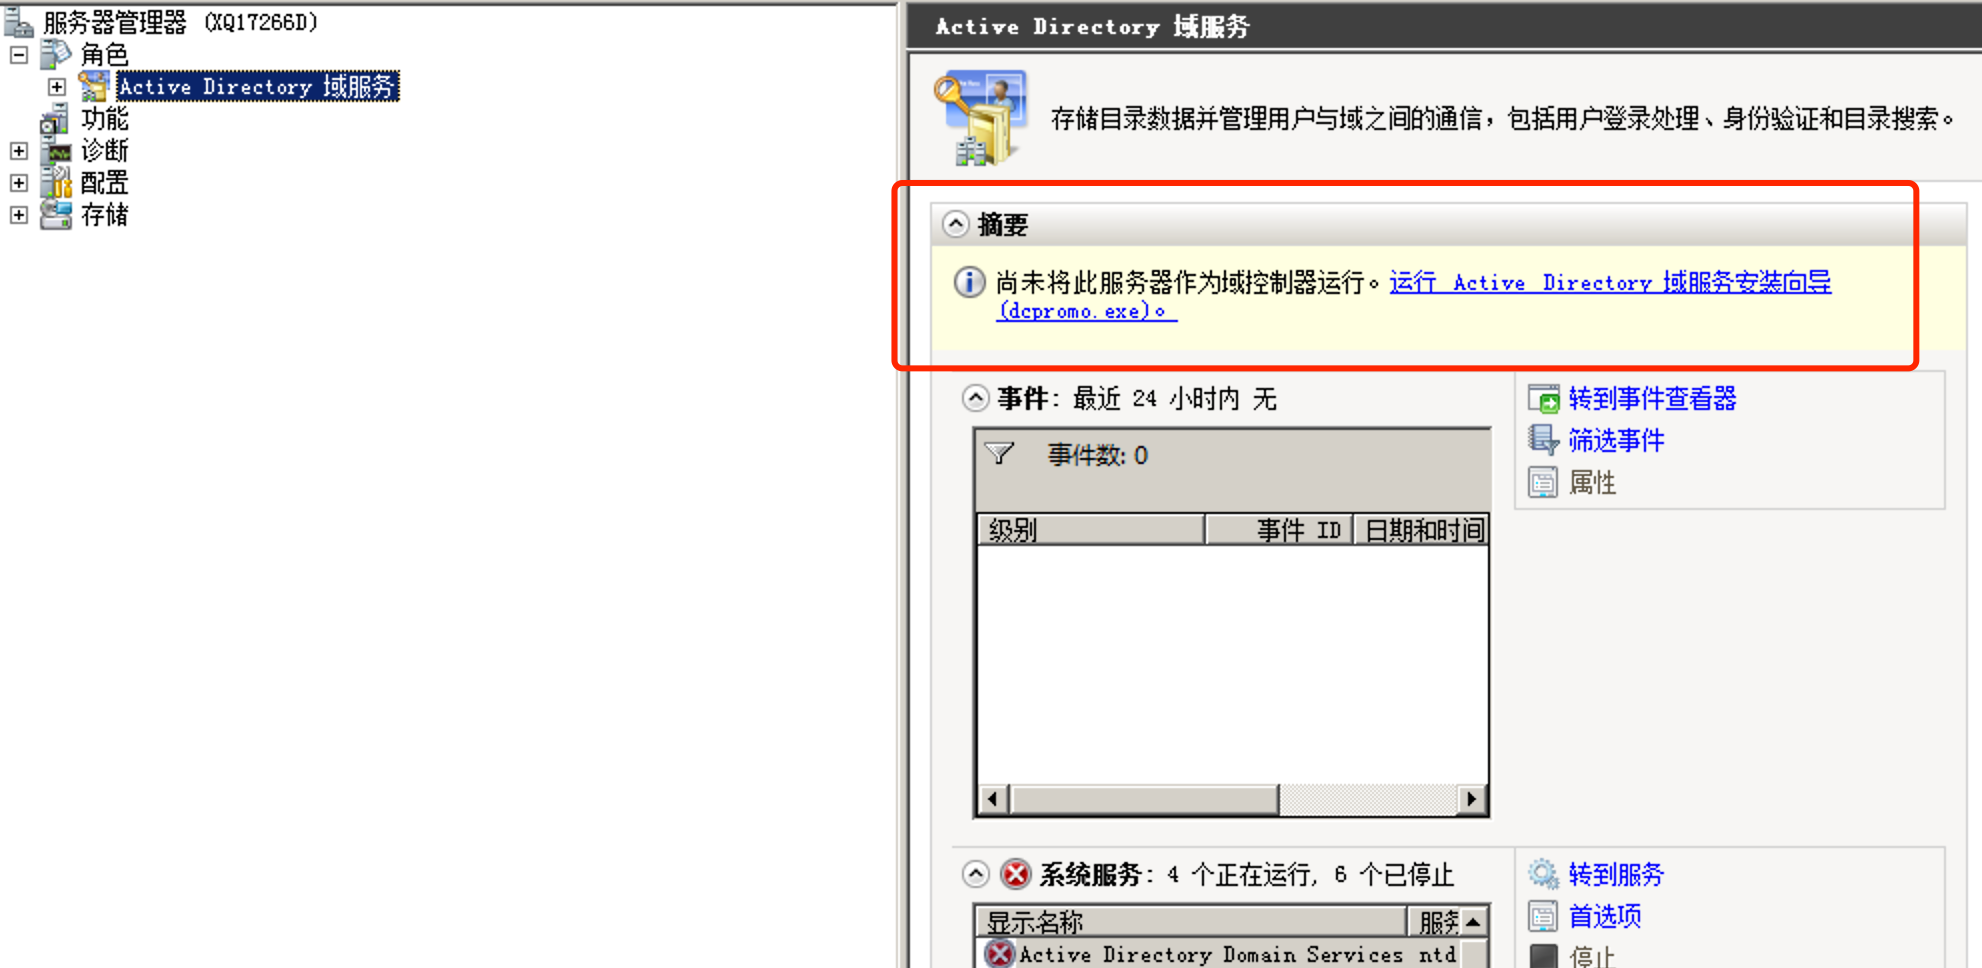 服务器管理器 (XQ17266D)
角色
Active Directory 域服务
功能
诊断
配置
存储
Active Directory 域服务
存储目录数据并管理用户与域之间的通信，包括用户登录处理、身份验证和目录搜索。
摘要
尚未将此服务器作为域控制器运行。运行 Active Directory 域服务安装向导
(dcpromo.exe)。
事件: 最近 24 小时内 无
事件数: 0
级别 事件 ID 日期和时间
转到事件查看器
筛选事件
属性
系统服务: 4 个正在运行, 6 个已停止
显示名称 服务
Active Directory Domain Services ntd
转到服务
首选项
停止